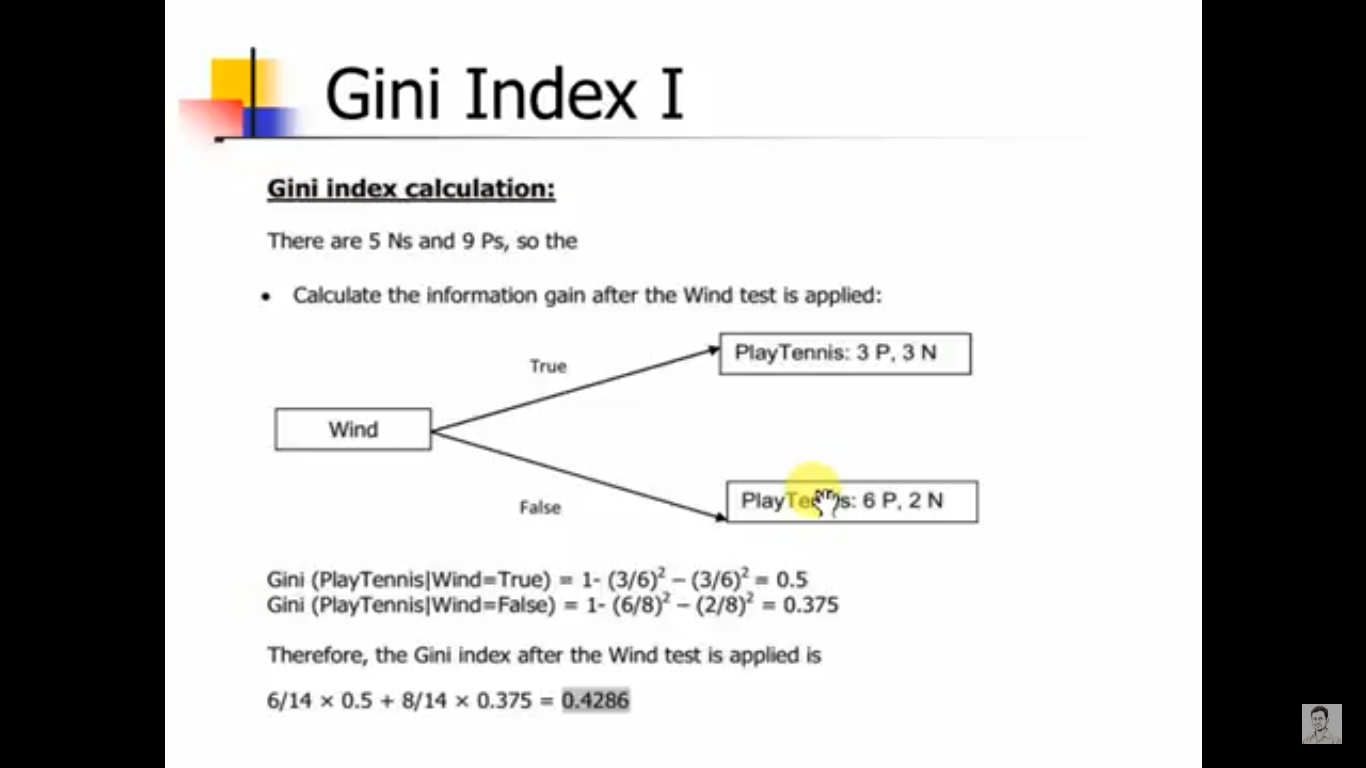 Gini Index I
Gini index calculation:
There are 5 Ns and 9 Ps, so the
• Calculate the information gain after the Wind test is applied:
True
PlayTennis: 3 P, 3 N
Wind
False
PlayTennis: 6 P, 2 N
Gini (PlayTennis|Wind=True) = 1- (3/6)² – (3/6)² = 0.5
Gini (PlayTennis|Wind=False) = 1- (6/8)² – (2/8)² = 0.375
Therefore, the Gini index after the Wind test is applied is
6/14 × 0.5 + 8/14 × 0.375 = 0.4286